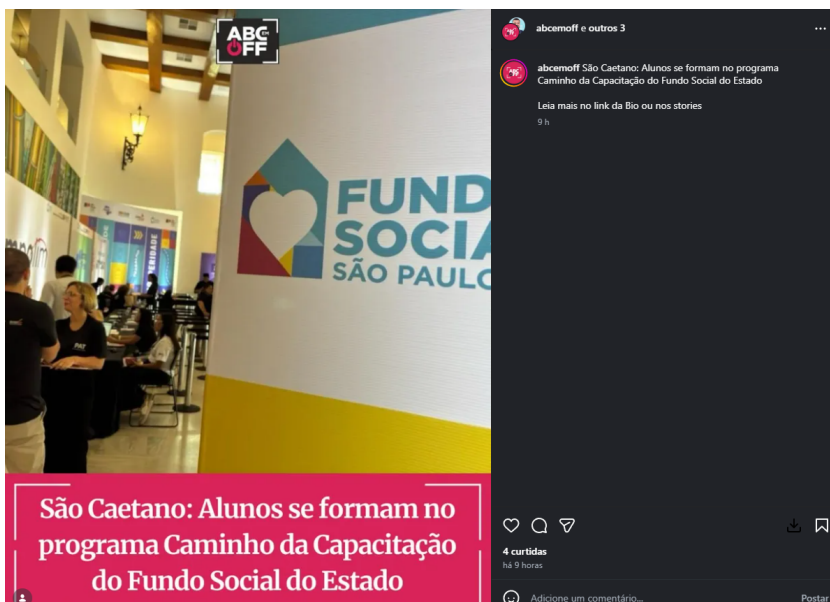 ABC EM
OFF
FUND
SOCIA
SÃO PAULO
PAT
São Caetano: Alunos se formam no
programa Caminho da Capacitação
do Fundo Social do Estado
abcemoff e outros 3
abcemoff São Caetano: Alunos se formam no programa
Caminho da Capacitação do Fundo Social do Estado
Leia mais no link da Bio ou nos stories
9 h
4 curtidas
há 9 horas
Adicione um comentário...
Postar